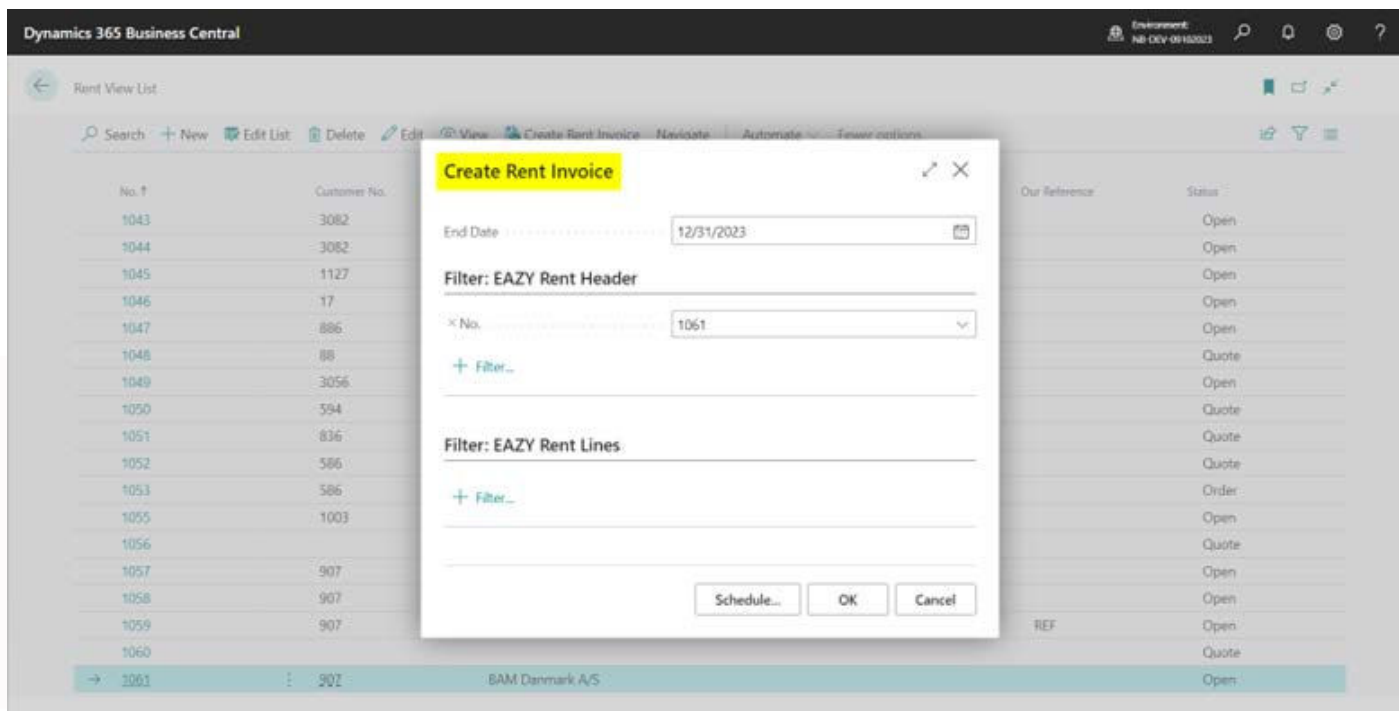 Dynamics 365 Business Central
Environment:
NB-DEV-09102023
?
Rent View List
Search + New Edit List Delete Edit View Create Rent Invoice Navigate Automate Fewer options
Create Rent Invoice
No. ↑ Customer No. Our Reference Status
End Date 12/31/2023
Filter: EAZY Rent Header
× No. 1061
+ Filter...
Filter: EAZY Rent Lines
+ Filter...
Schedule... OK Cancel
1043 3082 Open
1044 3082 Open
1045 1127 Open
1046 17 Open
1047 886 Open
1048 88 Quote
1049 3056 Open
1050 594 Quote
1051 836 Quote
1052 586 Quote
1053 586 Order
1055 1003 Open
1056 Quote
1057 907 Open
1058 907 Open
1059 907 REF Open
1060 Quote
→ 1061 907 BAM Danmark A/S Open